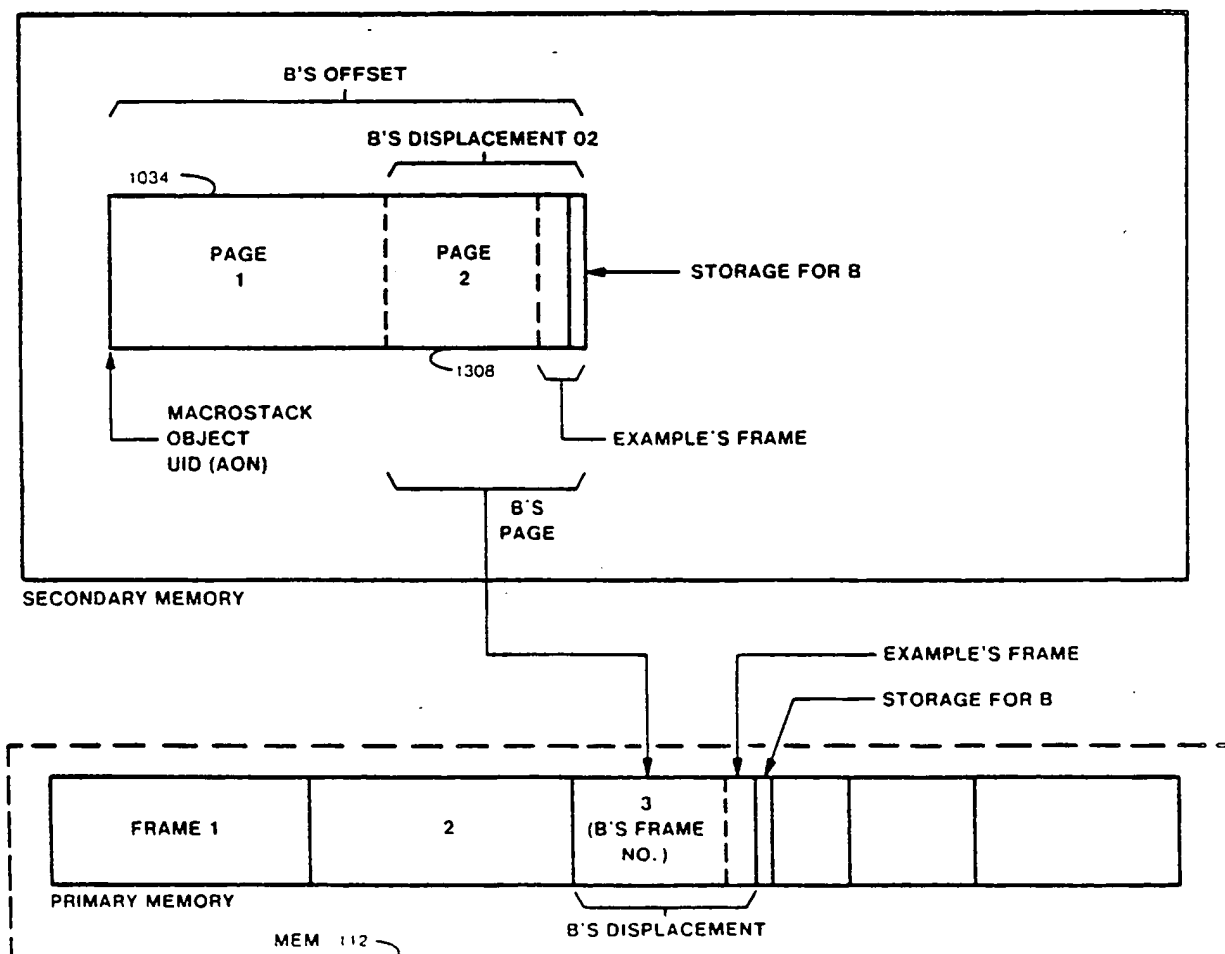 B'S OFFSET
B'S DISPLACEMENT 02
1034
PAGE
1
PAGE
2
STORAGE FOR B
1308
MACROSTACK
OBJECT
UID (AON)
EXAMPLE'S FRAME
B'S
PAGE
SECONDARY MEMORY
EXAMPLE'S FRAME
STORAGE FOR B
FRAME 1
2
3
(B'S FRAME
NO.)
PRIMARY MEMORY
B'S DISPLACEMENT
MEM 112